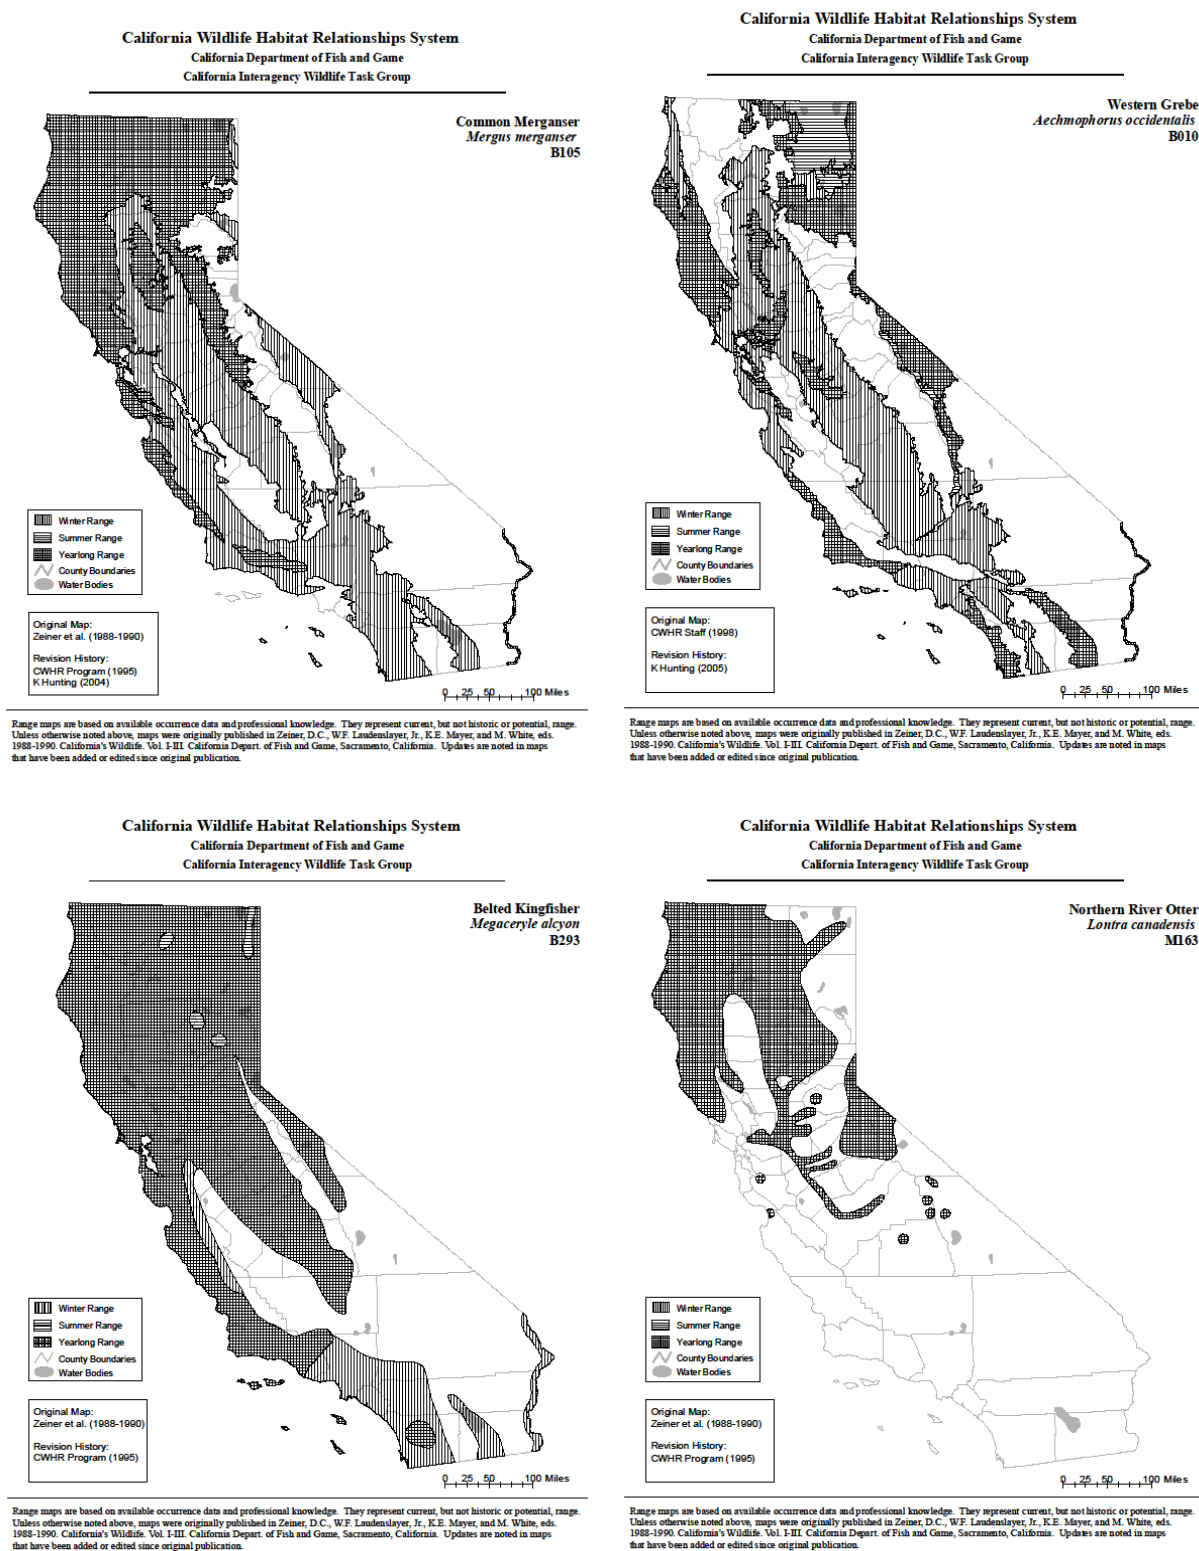 California Wildlife Habitat Relationships System
California Department of Fish and Game
California Interagency Wildlife Task Group
Common Merganser
Mergus merganser
B105
Winter Range
Summer Range
Yearlong Range
County Boundaries
Water Bodies
Original Map:
Zeiner et al. (1988-1990)
Revision History:
CWHR Program (1995)
K Hunting (2004)
0 25 50 100 Miles
Range maps are based on available occurrence data and professional knowledge. They represent current, but not historic or potential, range.
Unless otherwise noted above, maps were originally published in Zeiner, D.C., W.F. Laudenslayer, Jr., K.E. Mayer, and M. White, eds.
1988-1990. California's Wildlife. Vol. I-III. California Depart. of Fish and Game, Sacramento, California. Updates are noted in maps
that have been added or edited since original publication.
California Wildlife Habitat Relationships System
California Department of Fish and Game
California Interagency Wildlife Task Group
Western Grebe
Aechmophorus occidentalis
B010
Winter Range
Summer Range
Yearlong Range
County Boundaries
Water Bodies
Original Map:
CWHR Staff (1998)
Revision History:
K Hunting (2005)
0 25 50 100 Miles
Range maps are based on available occurrence data and professional knowledge. They represent current, but not historic or potential, range.
Unless otherwise noted above, maps were originally published in Zeiner, D.C., W.F. Laudenslayer, Jr., K.E. Mayer, and M. White, eds.
1988-1990. California's Wildlife. Vol. I-III. California Depart. of Fish and Game, Sacramento, California. Updates are noted in maps
that have been added or edited since original publication.
California Wildlife Habitat Relationships System
California Department of Fish and Game
California Interagency Wildlife Task Group
Belted Kingfisher
Megaceryle alcyon
B293
Winter Range
Summer Range
Yearlong Range
County Boundaries
Water Bodies
Original Map:
Zeiner et al. (1988-1990)
Revision History:
CWHR Program (1995)
0 25 50 100 Miles
Range maps are based on available occurrence data and professional knowledge. They represent current, but not historic or potential, range.
Unless otherwise noted above, maps were originally published in Zeiner, D.C., W.F. Laudenslayer, Jr., K.E. Mayer, and M. White, eds.
1988-1990. California's Wildlife. Vol. I-III. California Depart. of Fish and Game, Sacramento, California. Updates are noted in maps
that have been added or edited since original publication.
California Wildlife Habitat Relationships System
California Department of Fish and Game
California Interagency Wildlife Task Group
Northern River Otter
Lontra canadensis
M163
Winter Range
Summer Range
Yearlong Range
County Boundaries
Water Bodies
Original Map:
Zeiner et al. (1988-1990)
Revision History:
CWHR Program (1995)
0 25 50 100 Miles
Range maps are based on available occurrence data and professional knowledge. They represent current, but not historic or potential, range.
Unless otherwise noted above, maps were originally published in Zeiner, D.C., W.F. Laudenslayer, Jr., K.E. Mayer, and M. White, eds.
1988-1990. California's Wildlife. Vol. I-III. California Depart. of Fish and Game, Sacramento, California. Updates are noted in maps
that have been added or edited since original publication.